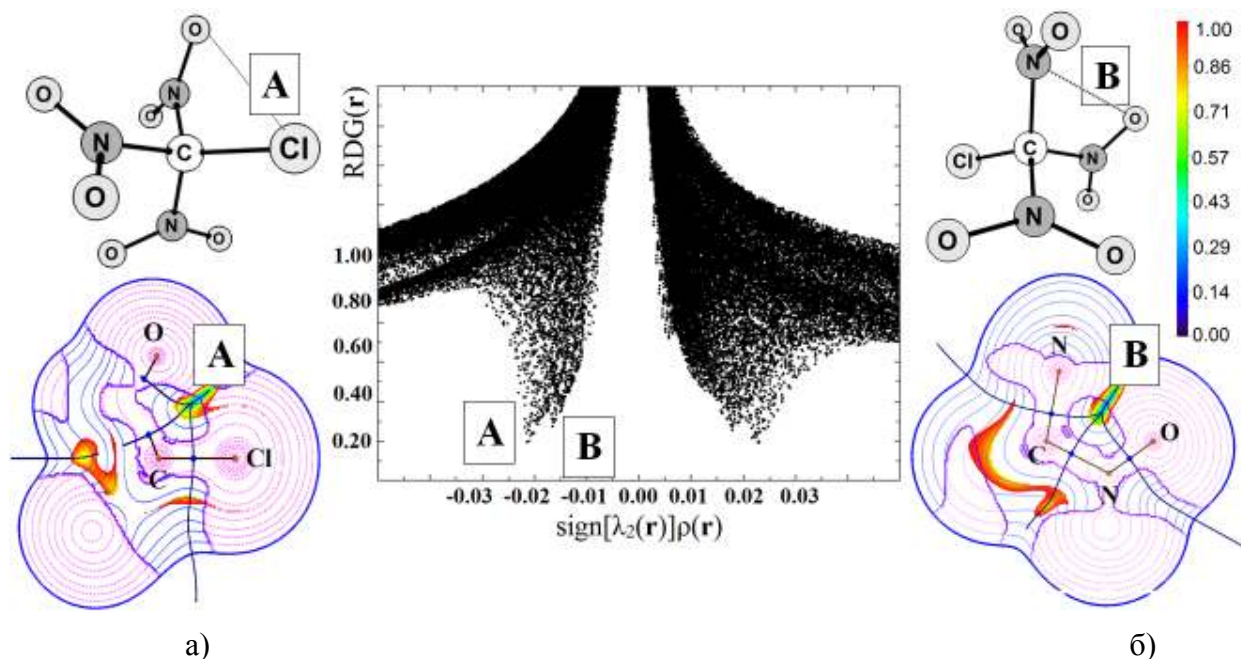 O
N
O
N
O
C
Cl
O
N
O
O
A
A
O
C
Cl
RDG(r)
1.00
0.80
0.60
0.40
0.20
A
B
-0.03 -0.02 -0.01 0.00 0.01 0.02 0.03
sign[λ₂(r)]ρ(r)
O
O
N
B
O
Cl
C
N
O
N
O
O
B
N
O
C
N
1.00
0.86
0.71
0.57
0.43
0.29
0.14
0.00
а)
б)